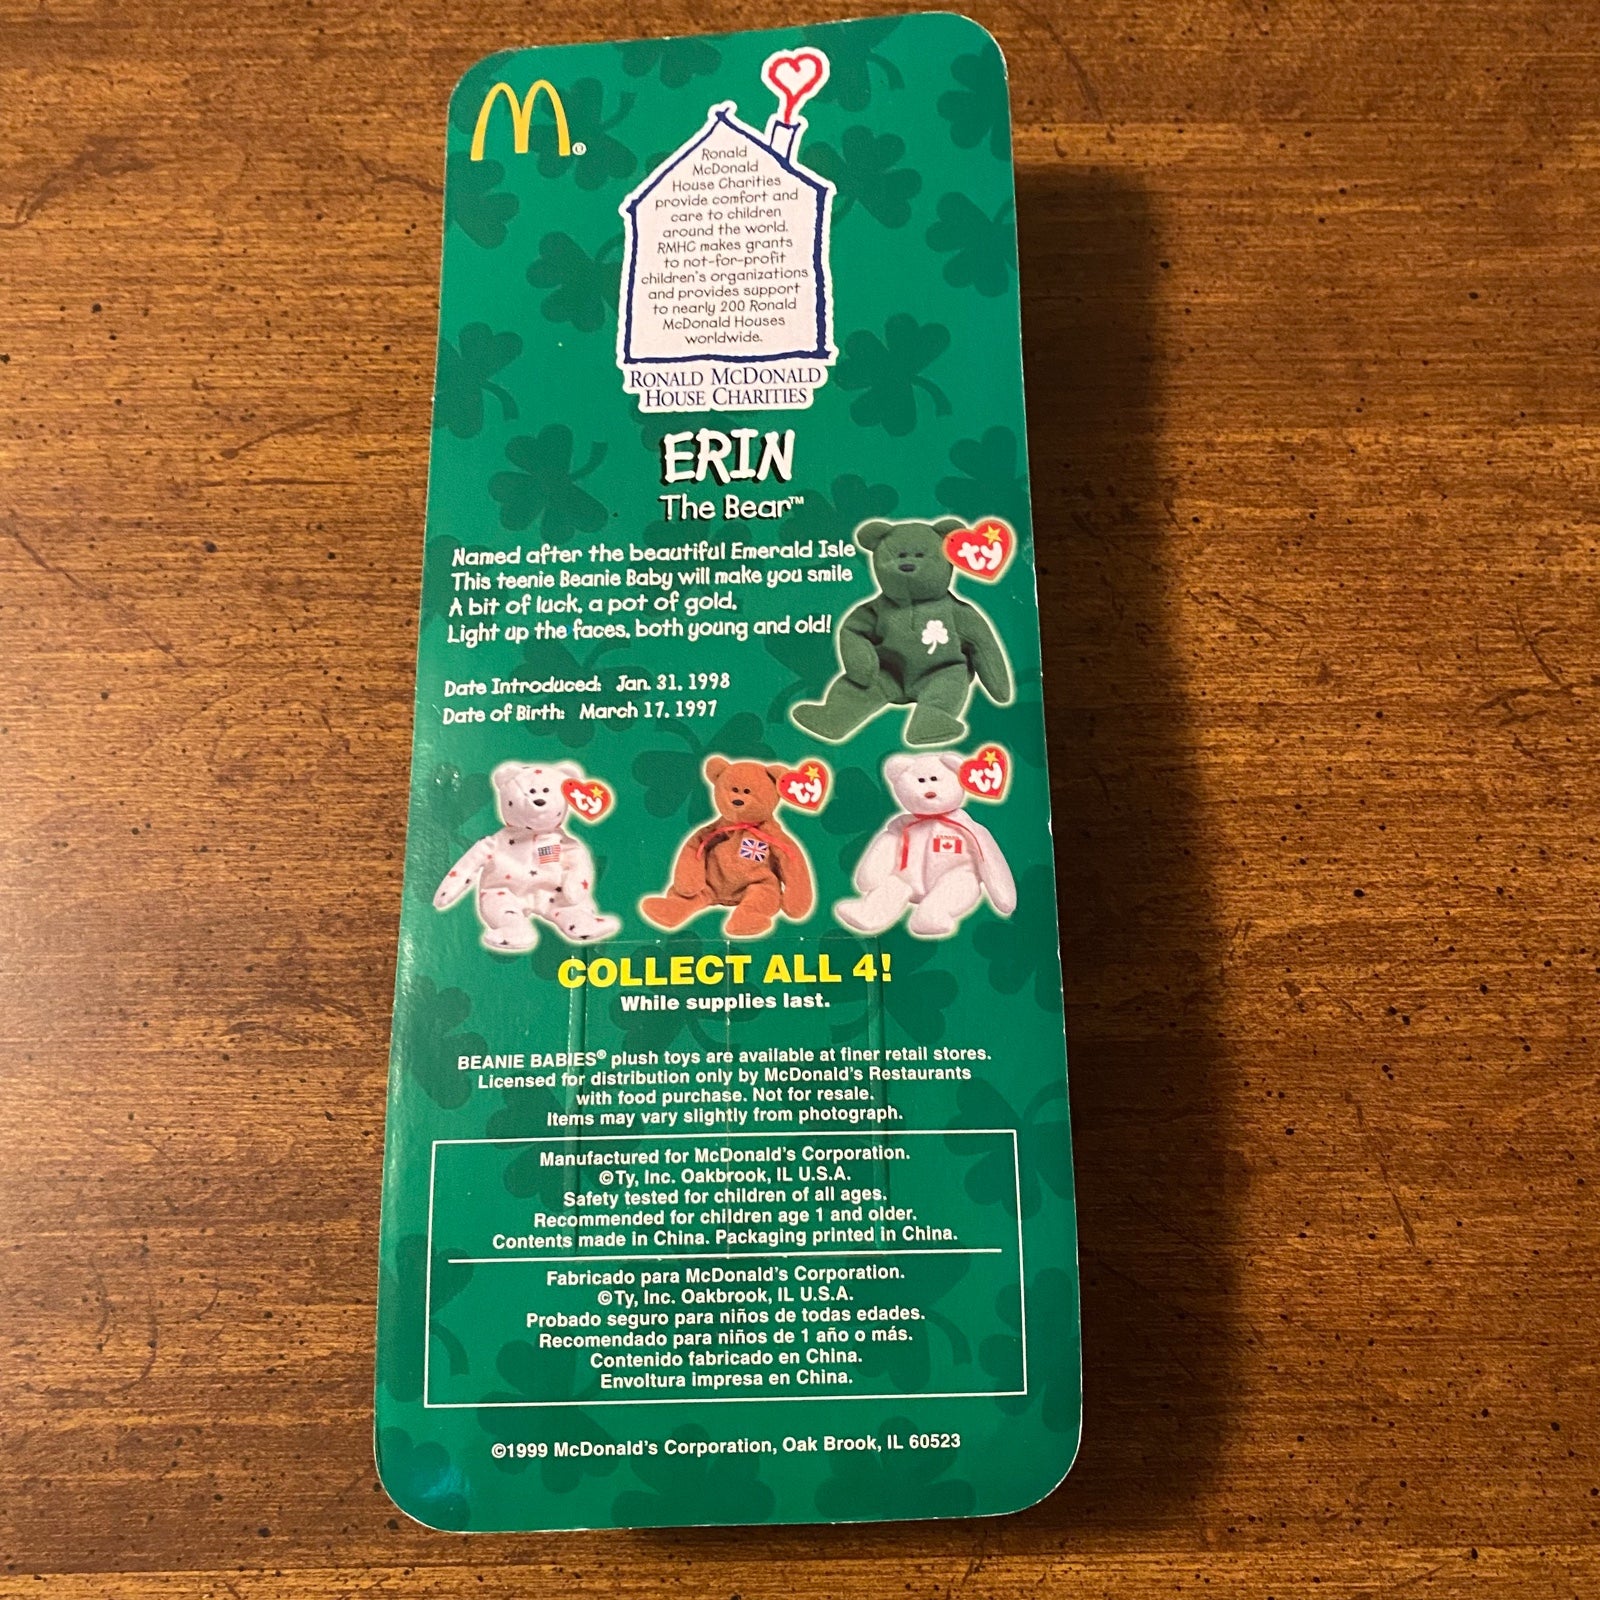 Ronald
McDonald
House Charities
provide comfort and
care to children
around the world.
RMHC makes grants
to not-for-profit
children's organizations
and provides support
to nearly 200 Ronald
McDonald Houses
worldwide.
RONALD MCDONALD
HOUSE CHARITIES
ERIN
The Bear™
Named after the beautiful Emerald Isle
This teenie Beanie Baby will make you smile
A bit of luck, a pot of gold,
Light up the faces, both young and old!
ty
Date Introduced: Jan. 31, 1998
Date of Birth: March 17, 1997
ty
ty
ty
COLLECT ALL 4!
While supplies last.
BEANIE BABIES® plush toys are available at finer retail stores.
Licensed for distribution only by McDonald's Restaurants
with food purchase. Not for resale.
Items may vary slightly from photograph.
Manufactured for McDonald's Corporation.
©Ty, Inc. Oakbrook, IL U.S.A.
Safety tested for children of all ages.
Recommended for children age 1 and older.
Contents made in China. Packaging printed in China.
Fabricado para McDonald's Corporation.
©Ty, Inc. Oakbrook, IL U.S.A.
Probado seguro para niños de todas edades.
Recomendado para niños de 1 año o más.
Contenido fabricado en China.
Envoltura impresa en China.
©1999 McDonald's Corporation, Oak Brook, IL 60523